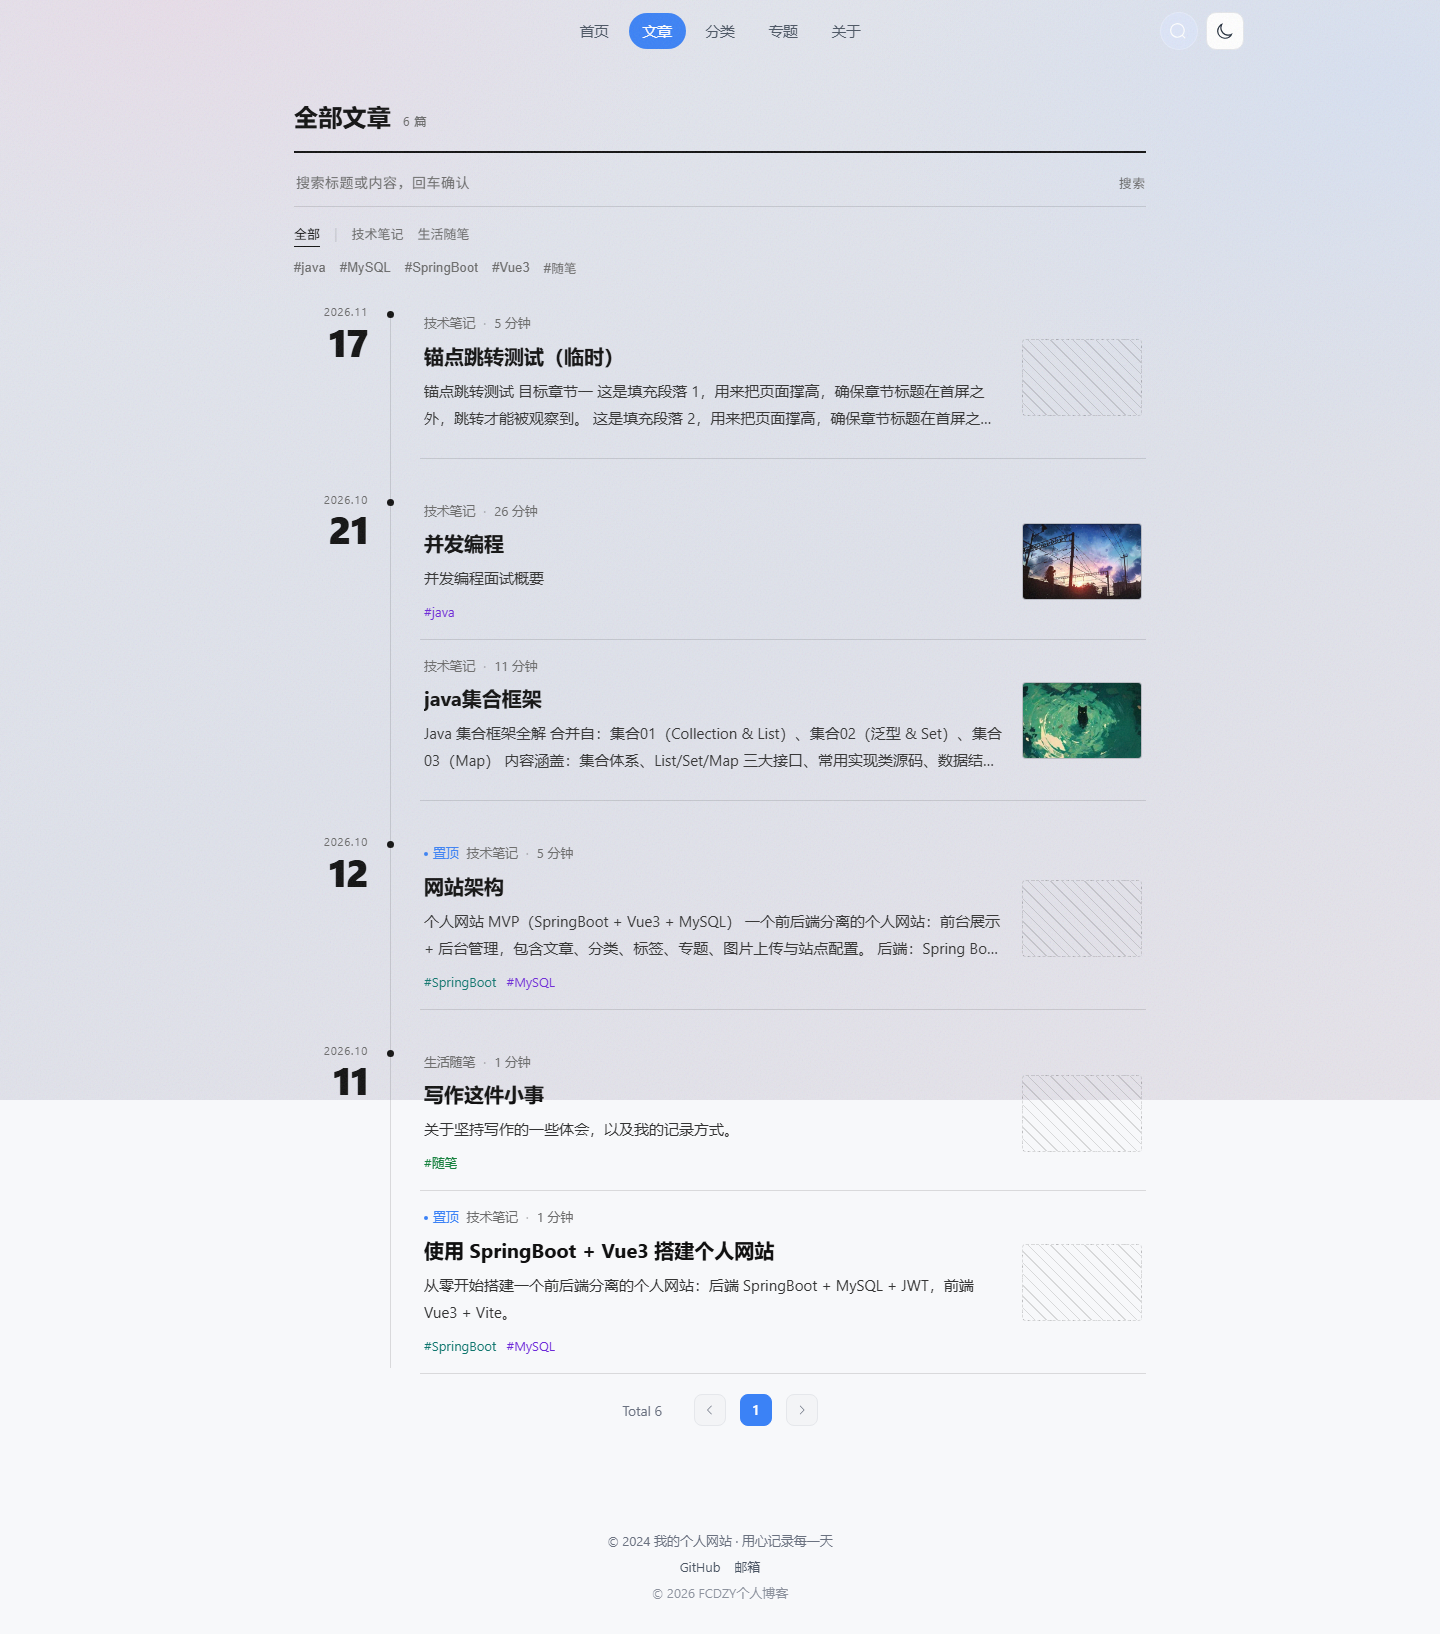 首页 文章 分类 专题 关于
全部文章 6 篇
搜索标题或内容，回车确认 搜索
全部 | 技术笔记 生活随笔
#java #MySQL #SpringBoot #Vue3 #随笔
2026.11
17
技术笔记 · 5 分钟
锚点跳转测试（临时）
锚点跳转测试 目标章节一 这是填充段落 1，用来把页面撑高，确保章节标题在首屏之
外，跳转才能被观察到。 这是填充段落 2，用来把页面撑高，确保章节标题在首屏之...
2026.10
21
技术笔记 · 26 分钟
并发编程
并发编程面试概要
#java
技术笔记 · 11 分钟
java集合框架
Java 集合框架全解 合并自：集合01（Collection & List）、集合02（泛型 & Set）、集合
03（Map） 内容涵盖：集合体系、List/Set/Map 三大接口、常用实现类源码、数据结...
2026.10
12
• 置顶 技术笔记 · 5 分钟
网站架构
个人网站 MVP（SpringBoot + Vue3 + MySQL） 一个前后端分离的个人网站：前台展示
+ 后台管理，包含文章、分类、标签、专题、图片上传与站点配置。 后端：Spring Bo...
#SpringBoot #MySQL
2026.10
11
生活随笔 · 1 分钟
写作这件小事
关于坚持写作的一些体会，以及我的记录方式。
#随笔
• 置顶 技术笔记 · 1 分钟
使用 SpringBoot + Vue3 搭建个人网站
从零开始搭建一个前后端分离的个人网站：后端 SpringBoot + MySQL + JWT，前端
Vue3 + Vite。
#SpringBoot #MySQL
Total 6 1
© 2024 我的个人网站 · 用心记录每一天
GitHub 邮箱
© 2026 FCDZY个人博客